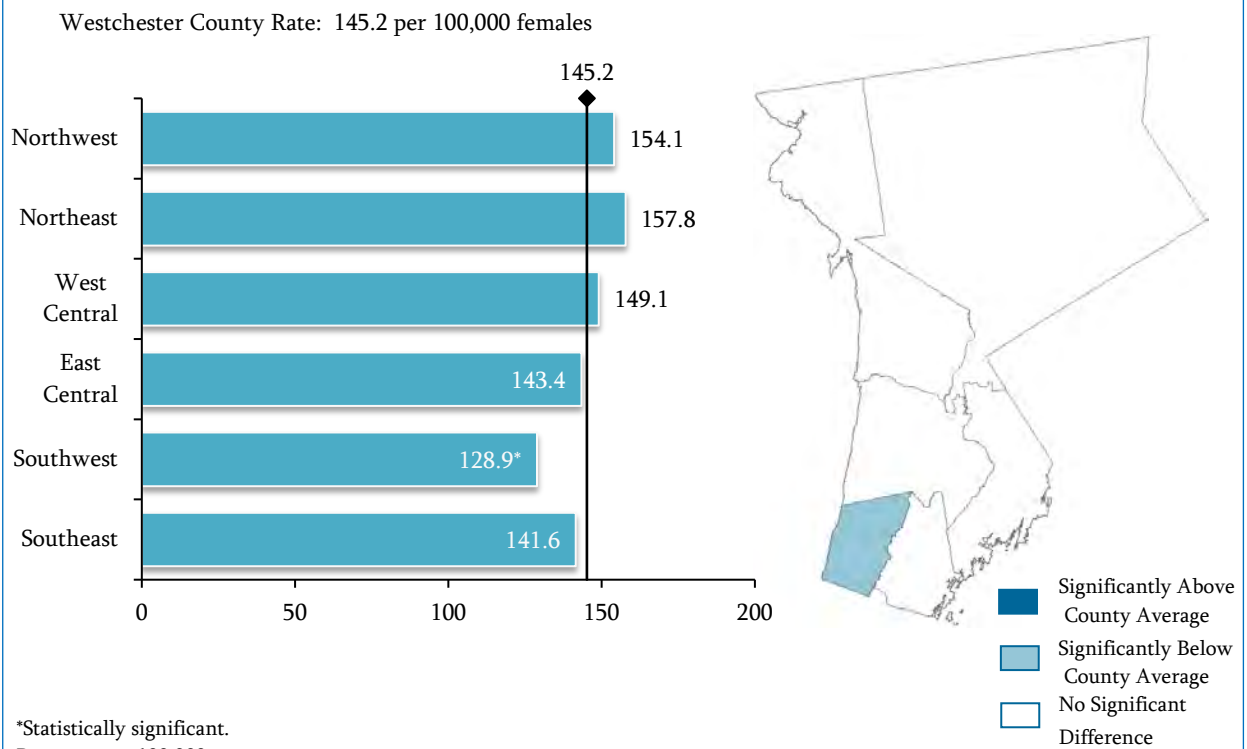 Westchester County Rate: 145.2 per 100,000 females
145.2
Northwest
154.1
Northeast
157.8
West
Central
149.1
East
Central
143.4
Southwest
128.9*
Southeast
141.6
0
50
100
150
200
Significantly Above
County Average
Significantly Below
County Average
No Significant
Difference
*Statistically significant.